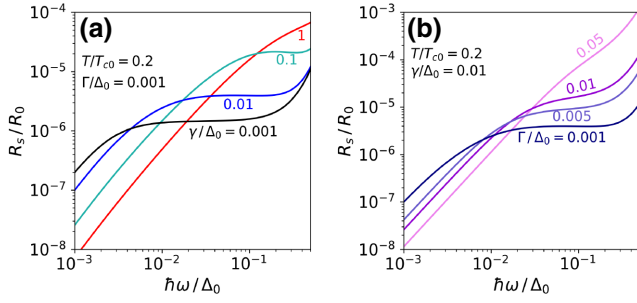 (a)
T/T_{c0} = 0.2
Γ/Δ_0 = 0.001
1
0.1
0.01
γ/Δ_0 = 0.001
10^{-4}
10^{-5}
10^{-6}
10^{-7}
10^{-8}
R_s/R_0
10^{-3}
10^{-2}
10^{-1}
ħω/Δ_0
(b)
T/T_{c0} = 0.2
γ/Δ_0 = 0.01
0.05
0.01
0.005
Γ/Δ_0 = 0.001
10^{-3}
10^{-4}
10^{-5}
10^{-6}
10^{-7}
10^{-8}
R_s/R_0
10^{-3}
10^{-2}
10^{-1}
ħω/Δ_0